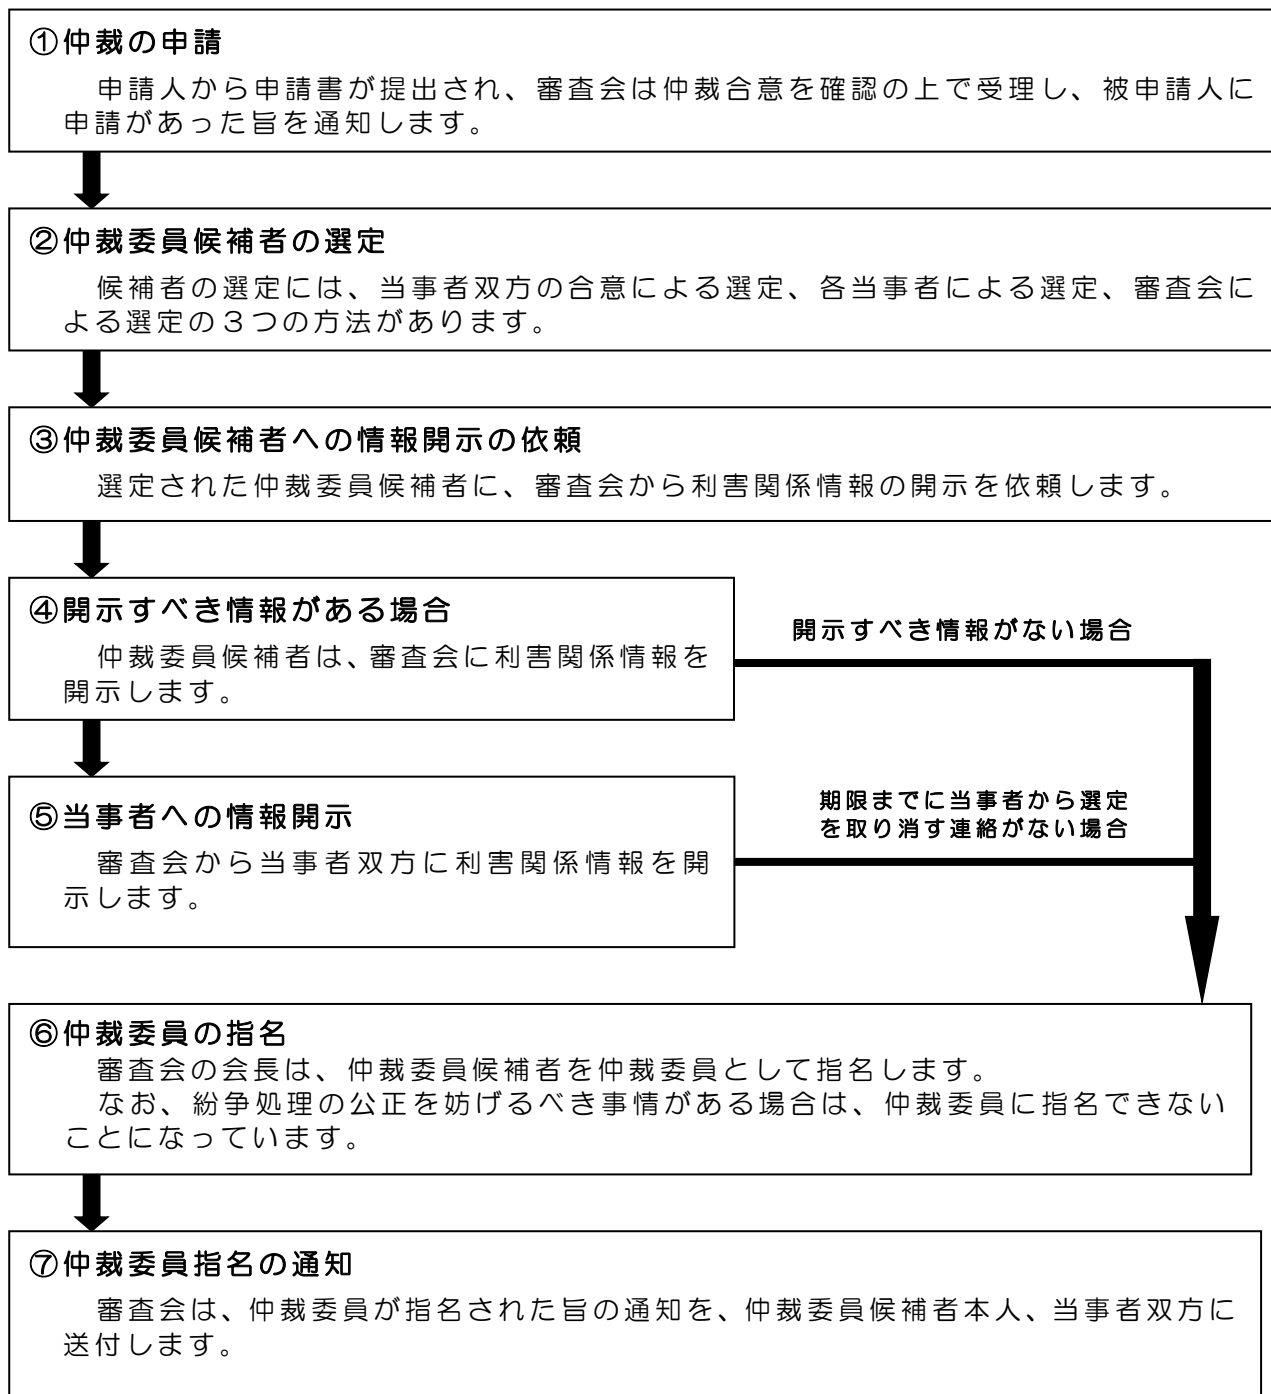 ①仲裁の申請
申請人から申請書が提出され、審査会は仲裁合意を確認の上で受理し、被申請人に
申請があった旨を通知します。
②仲裁委員候補者の選定
候補者の選定には、当事者双方の合意による選定、各当事者による選定、審査会に
よる選定の３つの方法があります。
③仲裁委員候補者への情報開示の依頼
選定された仲裁委員候補者に、審査会から利害関係情報の開示を依頼します。
④開示すべき情報がある場合
仲裁委員候補者は、審査会に利害関係情報を
開示します。
開示すべき情報がない場合
⑤当事者への情報開示
審査会から当事者双方に利害関係情報を開
示します。
期限までに当事者から選定
を取り消す連絡がない場合
⑥仲裁委員の指名
審査会の会長は、仲裁委員候補者を仲裁委員として指名します。
なお、紛争処理の公正を妨げるべき事情がある場合は、仲裁委員に指名できない
ことになっています。
⑦仲裁委員指名の通知
審査会は、仲裁委員が指名された旨の通知を、仲裁委員候補者本人、当事者双方に
送付します。